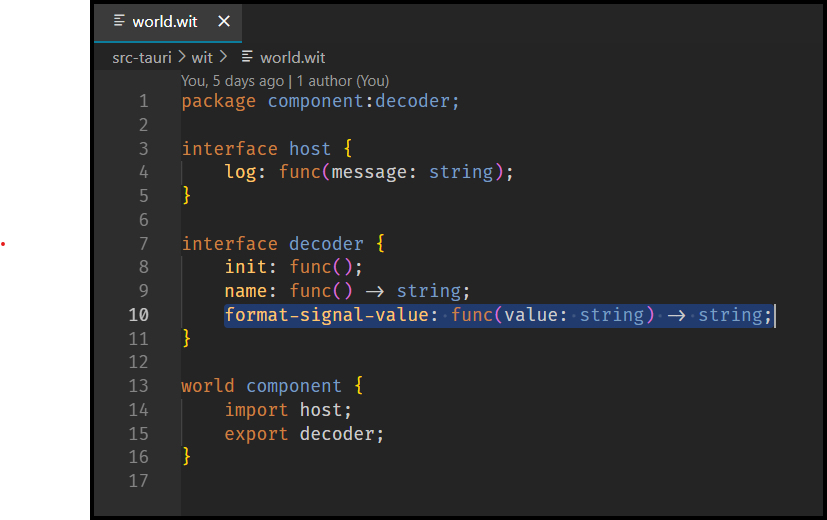 world.wit ×
src-tauri > wit > world.wit
You, 5 days ago | 1 author (You)
1 package component:decoder;
2
3 interface host {
4 log: func(message: string);
5 }
6
7 interface decoder {
8 init: func();
9 name: func() -> string;
10 format-signal-value: func(value: string) -> string;
11 }
12
13 world component {
14 import host;
15 export decoder;
16 }
17